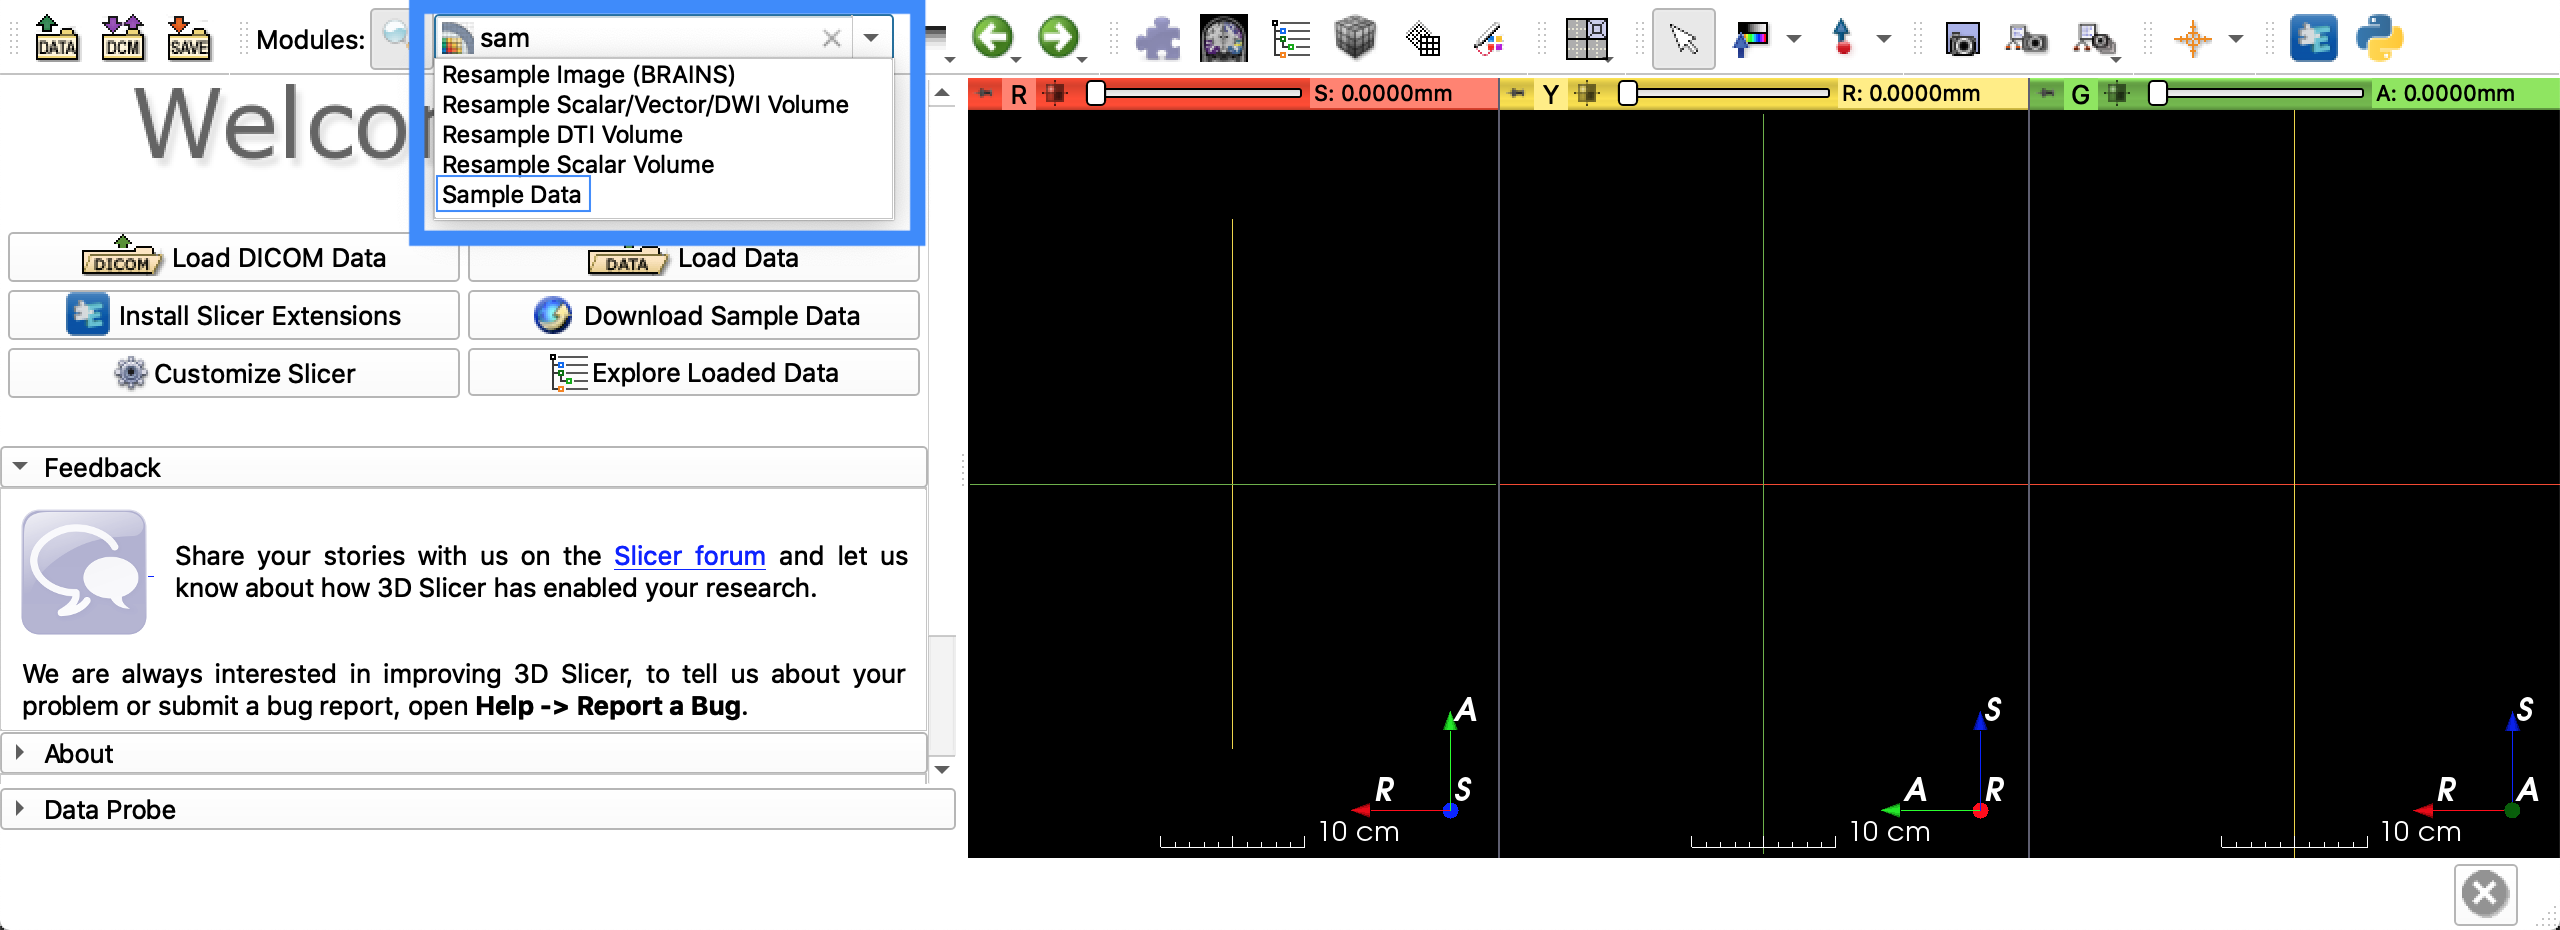 DATA
DCM
SAVE
Modules:
sam
Resample Image (BRAINS)
Resample Scalar/Vector/DWI Volume
Resample DTI Volume
Resample Scalar Volume
Sample Data
Welco
DICOM Load DICOM Data
DATA Load Data
Install Slicer Extensions
Download Sample Data
Customize Slicer
Explore Loaded Data
Feedback
Share your stories with us on the Slicer forum and let us
know about how 3D Slicer has enabled your research.
We are always interested in improving 3D Slicer, to tell us about your
problem or submit a bug report, open Help -> Report a Bug.
About
Data Probe
R S: 0.0000mm
A
R S
10 cm
Y R: 0.0000mm
S
A R
10 cm
G A: 0.0000mm
S
R A
10 cm